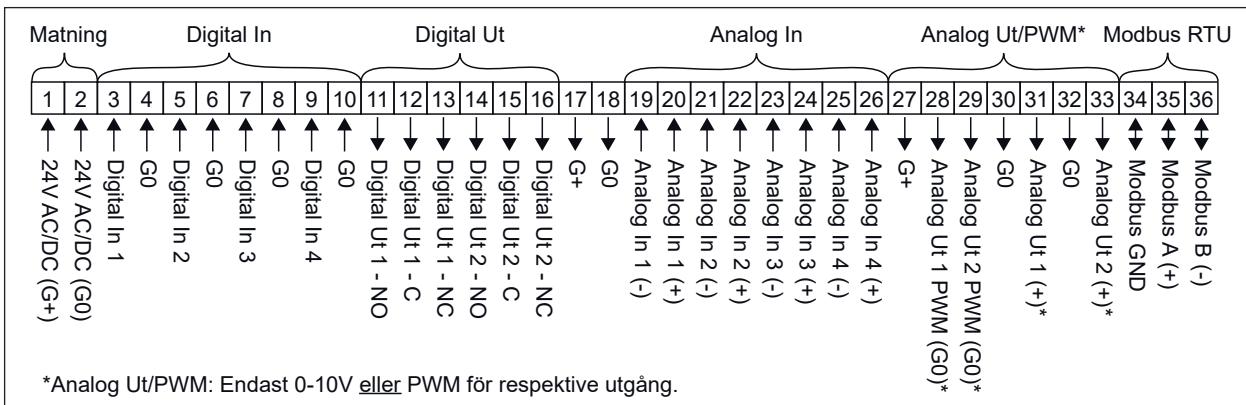 Matning Digital In Digital Ut Analog In Analog Ut/PWM* Modbus RTU
1 2 3 4 5 6 7 8 9 10 11 12 13 14 15 16 17 18 19 20 21 22 23 24 25 26 27 28 29 30 31 32 33 34 35 36
24V AC/DC (G+)
24V AC/DC (G0)
Digital In 1
G0
Digital In 2
G0
Digital In 3
G0
Digital In 4
G0
Digital Ut 1 - NO
Digital Ut 1 - C
Digital Ut 1 - NC
Digital Ut 2 - NO
Digital Ut 2 - C
Digital Ut 2 - NC
G+
G0
Analog In 1 (-)
Analog In 1 (+)
Analog In 2 (-)
Analog In 2 (+)
Analog In 3 (-)
Analog In 3 (+)
Analog In 4 (-)
Analog In 4 (+)
G+
Analog Ut 1 PWM (G0)*
Analog Ut 2 PWM (G0)*
G0
Analog Ut 1 (+)*
G0
Analog Ut 2 (+)*
Modbus GND
Modbus A (+)
Modbus B (-)
*Analog Ut/PWM: Endast 0-10V eller PWM för respektive utgång.